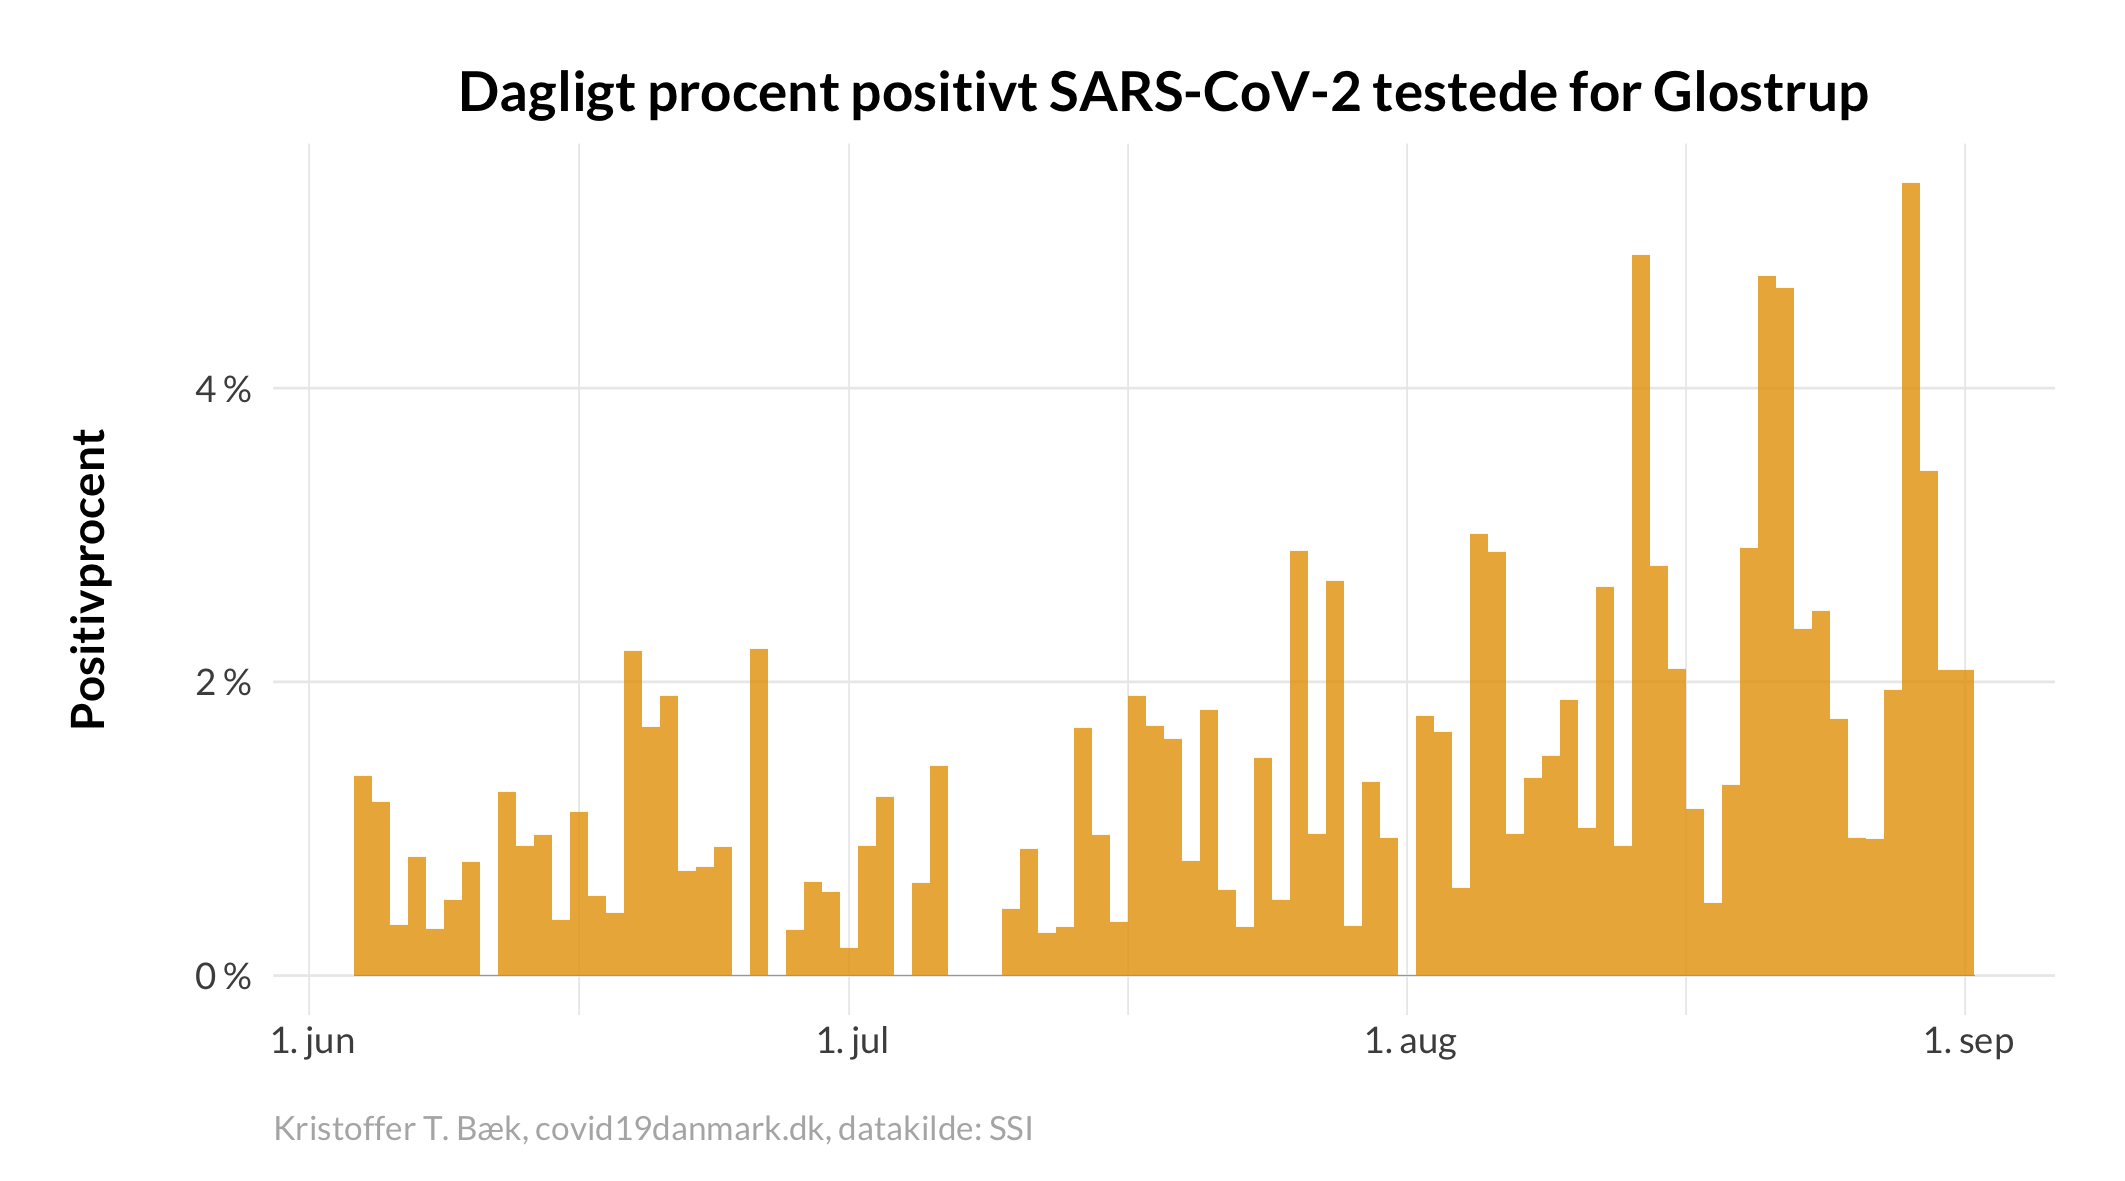 Dagligt procent positivt SARS-CoV-2 testede for Glostrup
Positivprocent
4 %
2 %
0 %
1. jun
1. jul
1. aug
1. sep
Kristoffer T. Bæk, covid19danmark.dk, datakilde: SSI